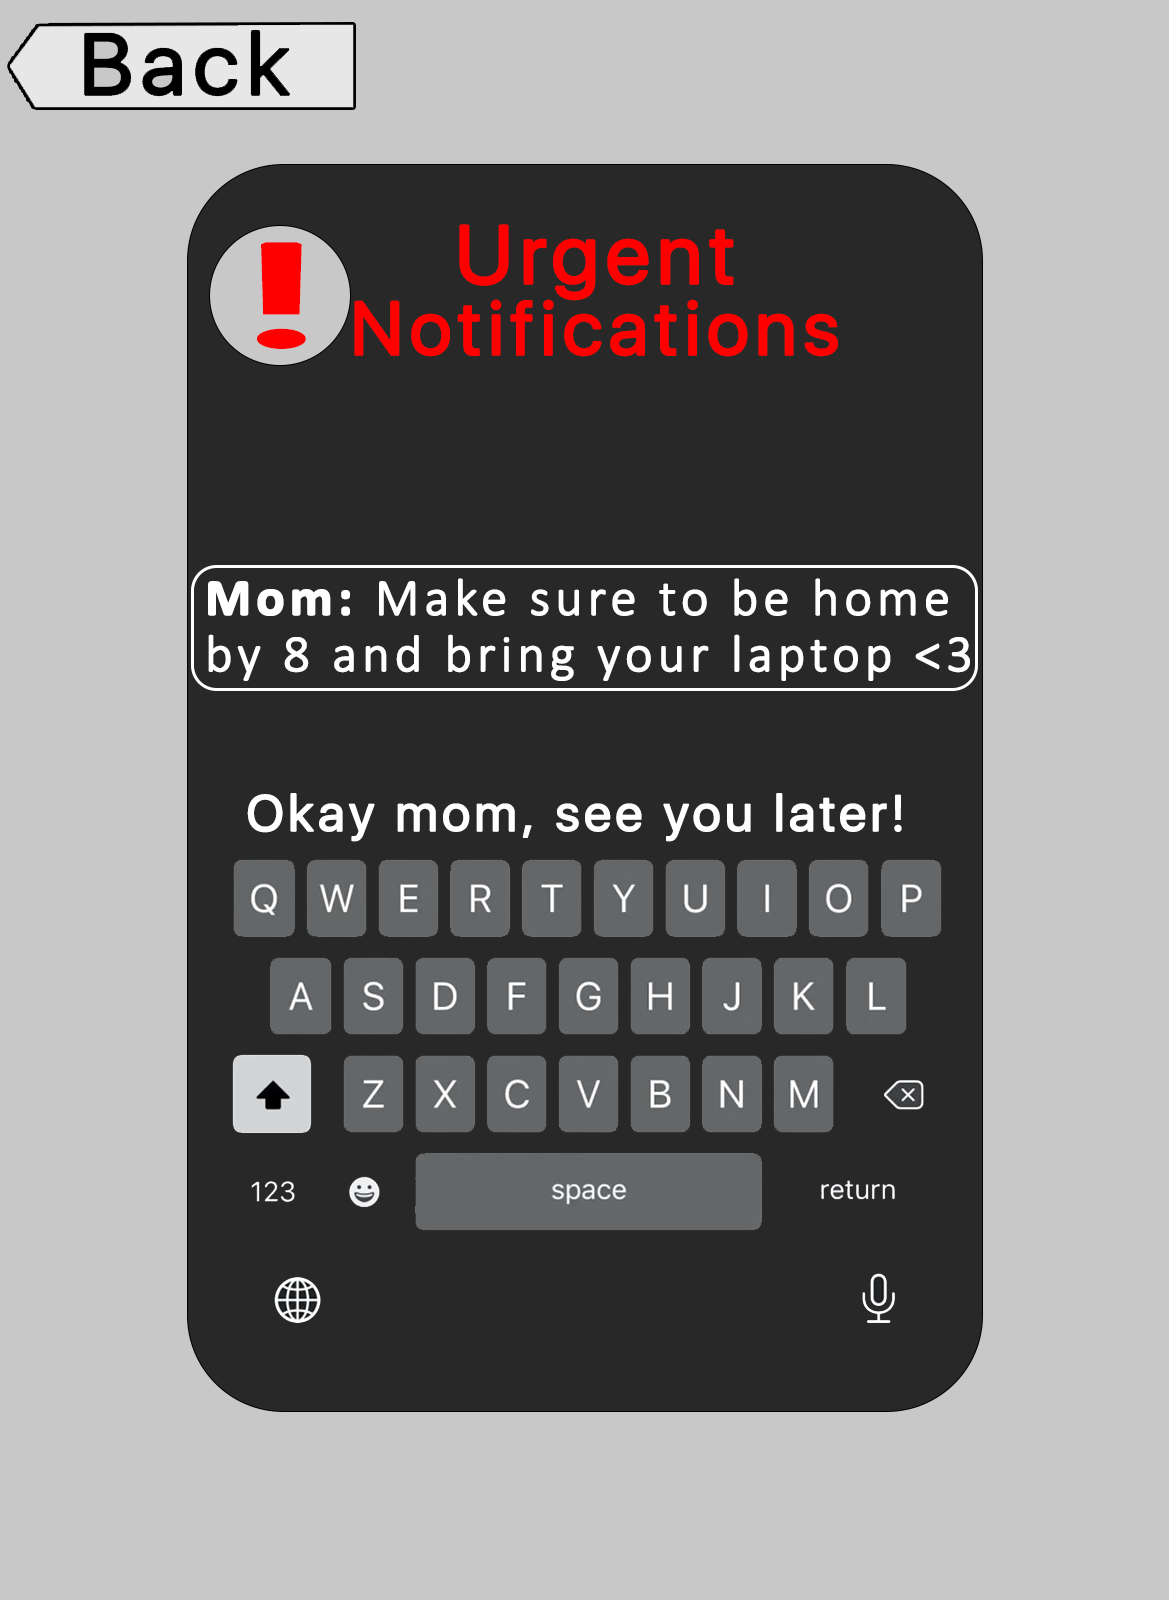 Back
Urgent
Notifications
Mom: Make sure to be home
by 8 and bring your laptop <3
Okay mom, see you later!
Q W E R T Y U I O P
A S D F G H J K L
Z X C V B N M
123 space return